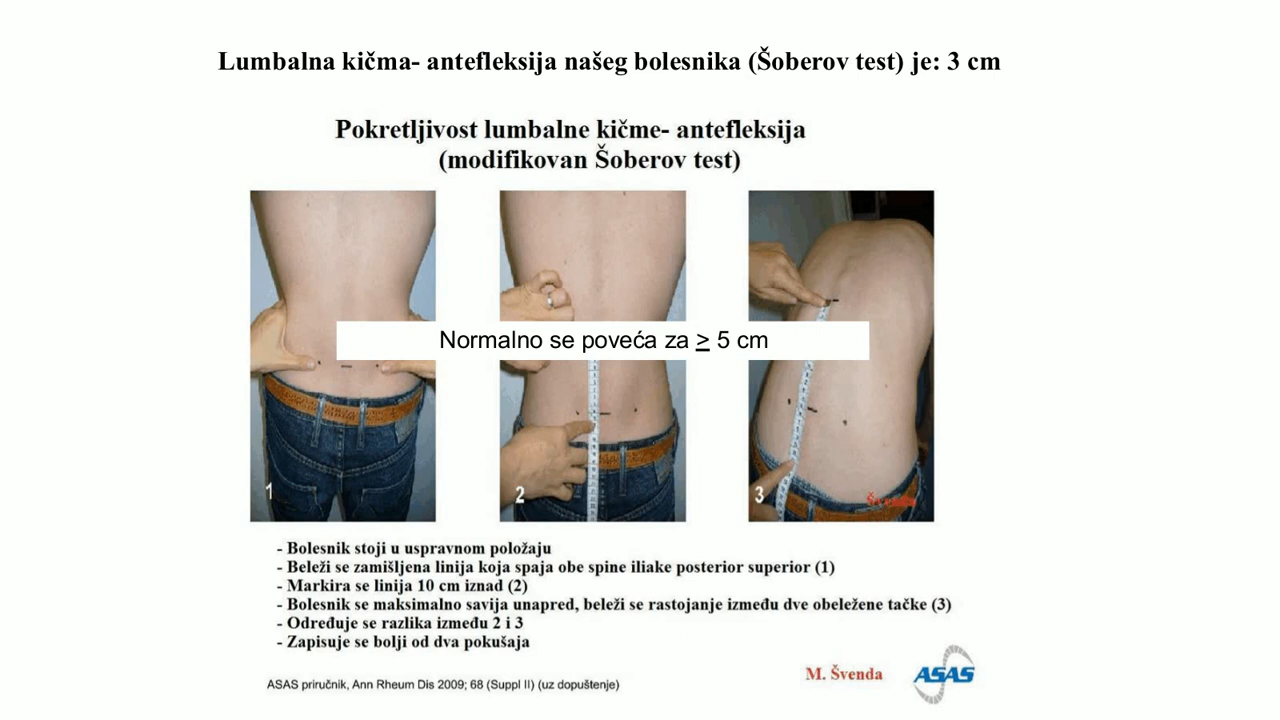 Lumbalna kičma- antefleksija našeg bolesnika (Šoberov test) je: 3 cm
Pokretljivost lumbalne kičme- antefleksija
(modifikovan Šoberov test)
Normalno se poveća za ≥ 5 cm
1
2
3
Švenda
- Bolesnik stoji u uspravnom položaju
- Beleži se zamišljena linija koja spaja obe spine iliake posterior superior (1)
- Markira se linija 10 cm iznad (2)
- Bolesnik se maksimalno savija unapred, beleži se rastojanje između dve obeležene tačke (3)
- Određuje se razlika između 2 i 3
- Zapisuje se bolji od dva pokušaja
M. Švenda
ASAS
ASAS priručnik, Ann Rheum Dis 2009; 68 (Suppl II) (uz dopuštenje)